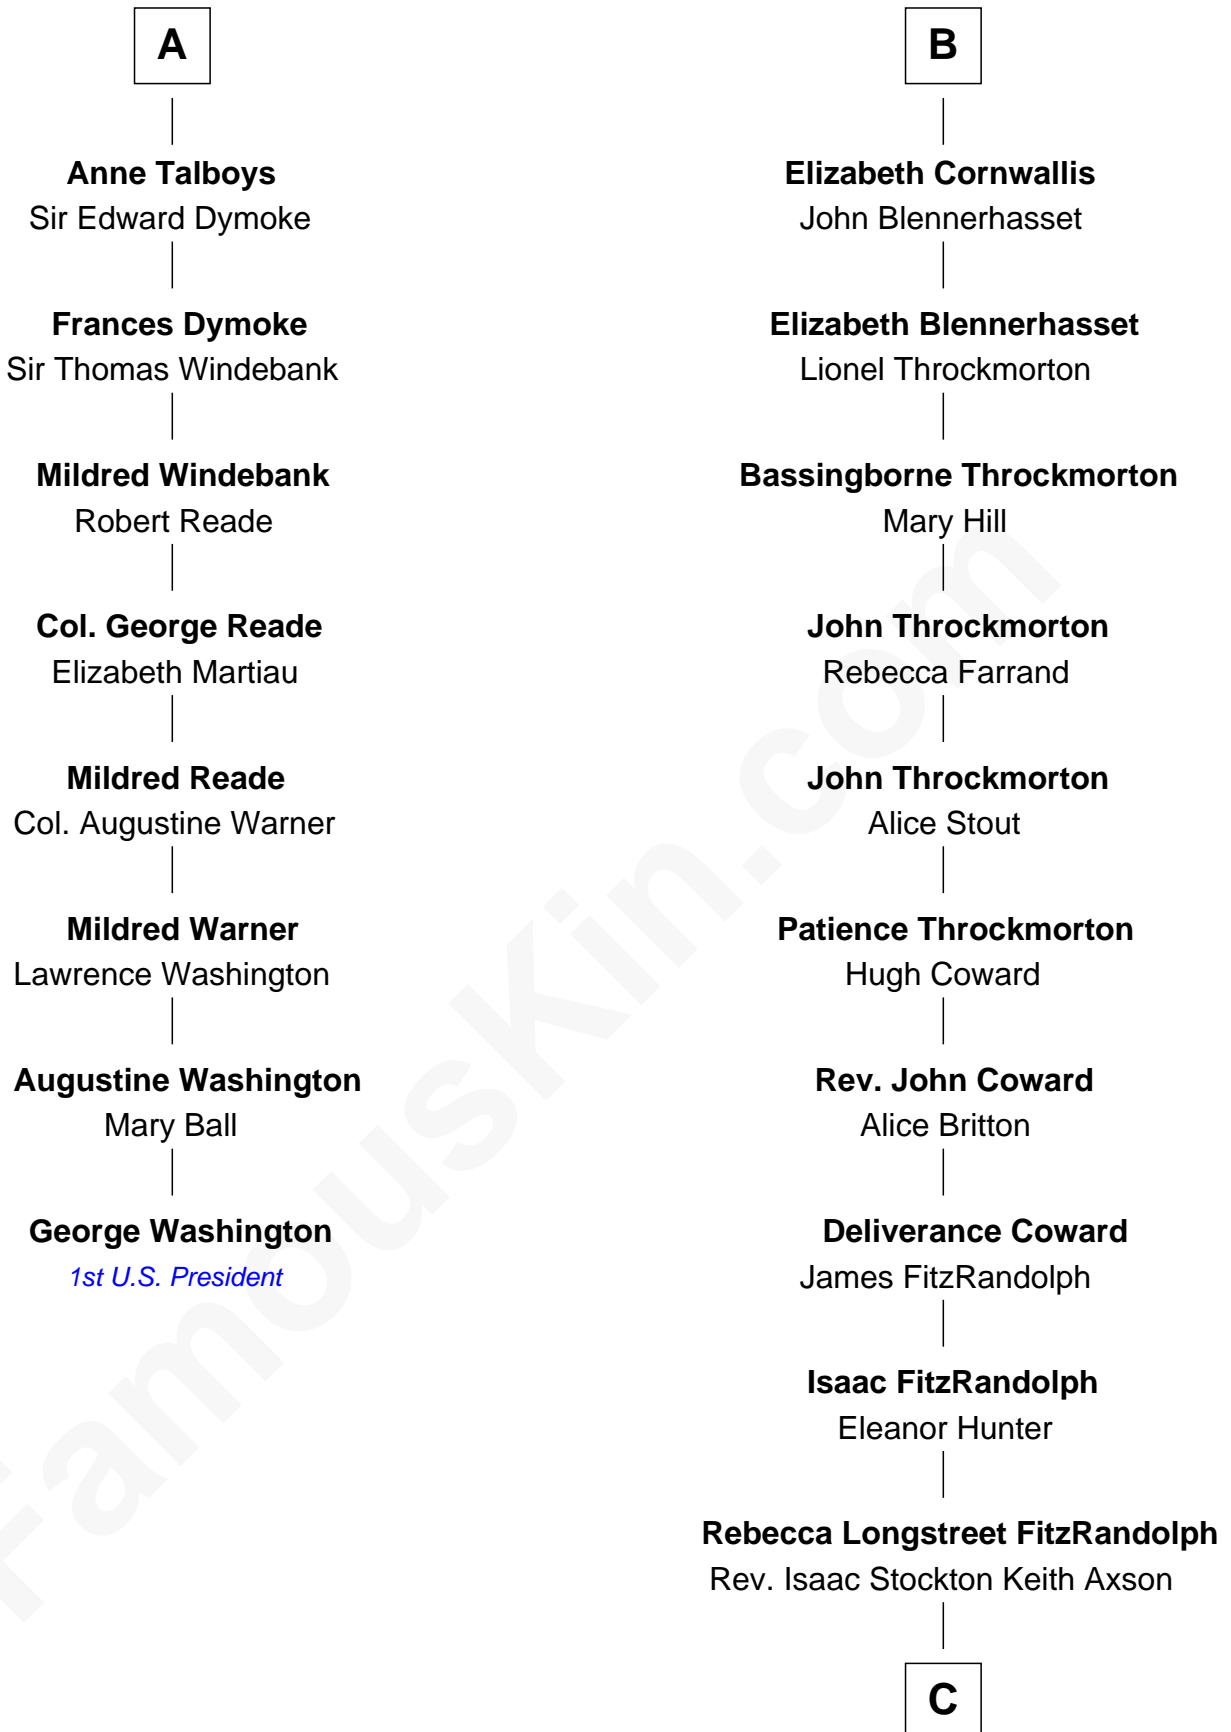 A
Anne Talboys
Sir Edward Dymoke
Frances Dymoke
Sir Thomas Windebank
Mildred Windebank
Robert Reade
Col. George Reade
Elizabeth Martiau
Mildred Reade
Col. Augustine Warner
Mildred Warner
Lawrence Washington
Augustine Washington
Mary Ball
George Washington
1st U.S. President
B
Elizabeth Cornwallis
John Blennerhasset
Elizabeth Blennerhasset
Lionel Throckmorton
Bassingborne Throckmorton
Mary Hill
John Throckmorton
Rebecca Farrand
John Throckmorton
Alice Stout
Patience Throckmorton
Hugh Coward
Rev. John Coward
Alice Britton
Deliverance Coward
James FitzRandolph
Isaac FitzRandolph
Eleanor Hunter
Rebecca Longstreet FitzRandolph
Rev. Isaac Stockton Keith Axson
C
FamousKin.com